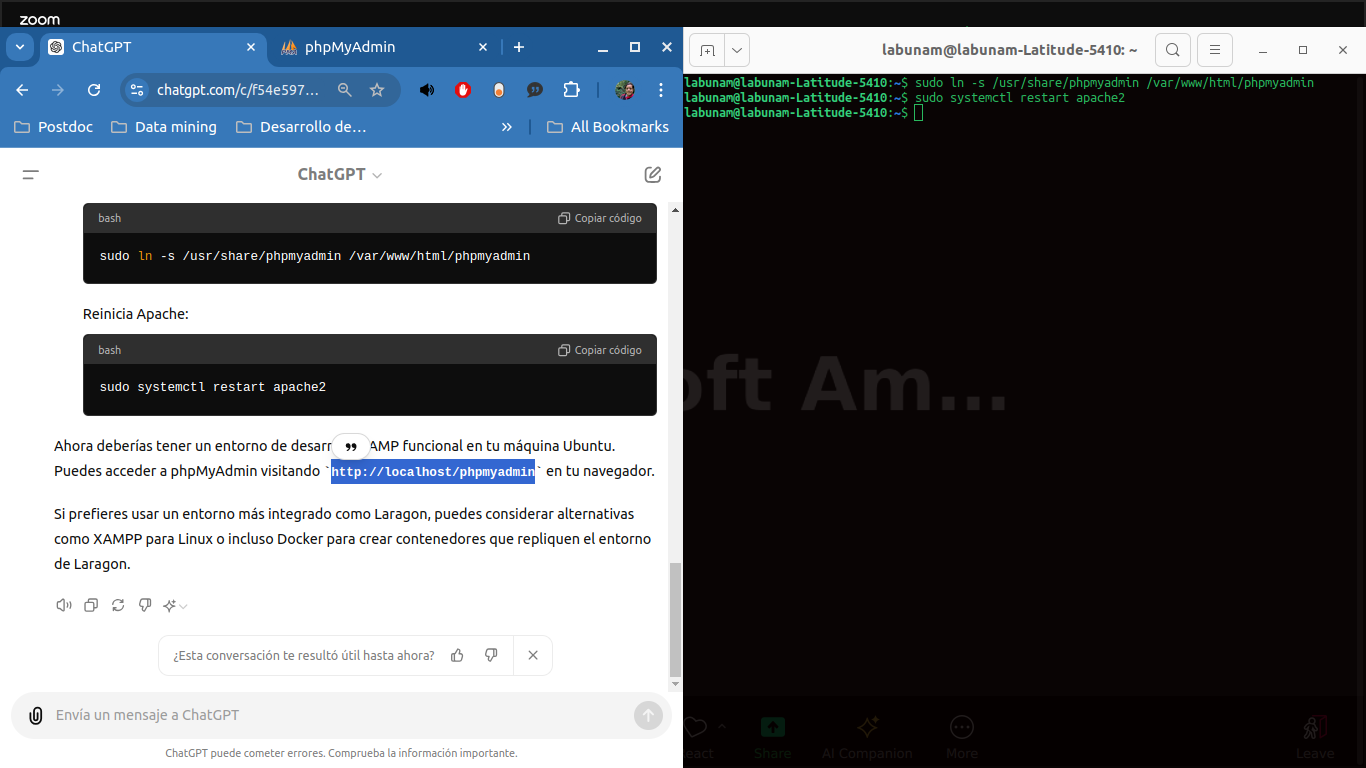 zoom
ChatGPT
phpMyAdmin
chatgpt.com/c/f54e597...
Postdoc
Data mining
Desarrollo de...
All Bookmarks
ChatGPT
bash
Copiar código
sudo ln -s /usr/share/phpmyadmin /var/www/html/phpmyadmin
Reinicia Apache:
bash
Copiar código
sudo systemctl restart apache2
Ahora deberías tener un entorno de desarr AMP funcional en tu máquina Ubuntu.
Puedes acceder a phpMyAdmin visitando `http://localhost/phpmyadmin` en tu navegador.
Si prefieres usar un entorno más integrado como Laragon, puedes considerar alternativas
como XAMPP para Linux o incluso Docker para crear contenedores que repliquen el entorno
de Laragon.
¿Esta conversación te resultó útil hasta ahora?
Envía un mensaje a ChatGPT
ChatGPT puede cometer errores. Comprueba la información importante.
labunam@labunam-Latitude-5410: ~
labunam@labunam-Latitude-5410:~$ sudo ln -s /usr/share/phpmyadmin /var/www/html/phpmyadmin
labunam@labunam-Latitude-5410:~$ sudo systemctl restart apache2
labunam@labunam-Latitude-5410:~$
oft Am...
eact
Share
AI Companion
More
Leave